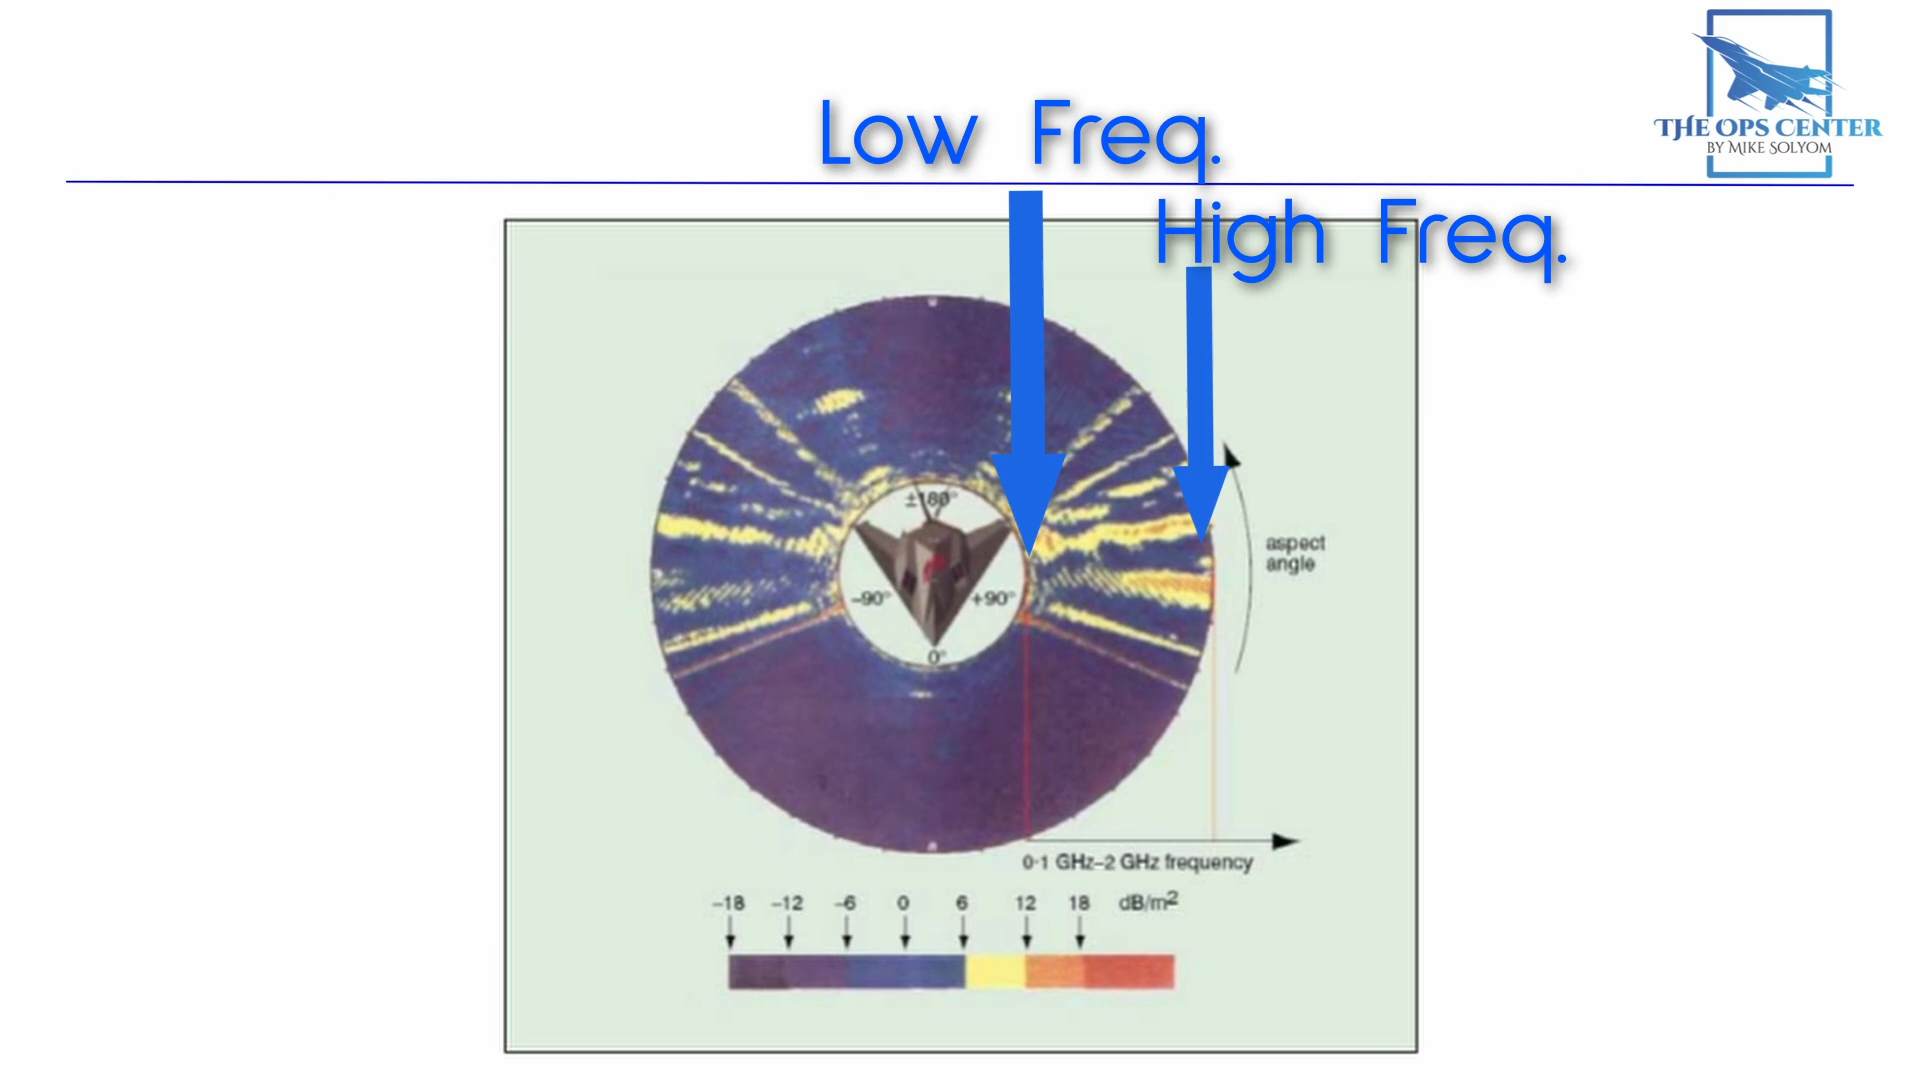 THE OPS CENTER
BY MIKE SOLYOM
Low Freq.
High Freq.
±180°
-90°
+90°
0°
aspect
angle
0·1 GHz–2 GHz frequency
-18 -12 -6 0 6 12 18 dB/m2